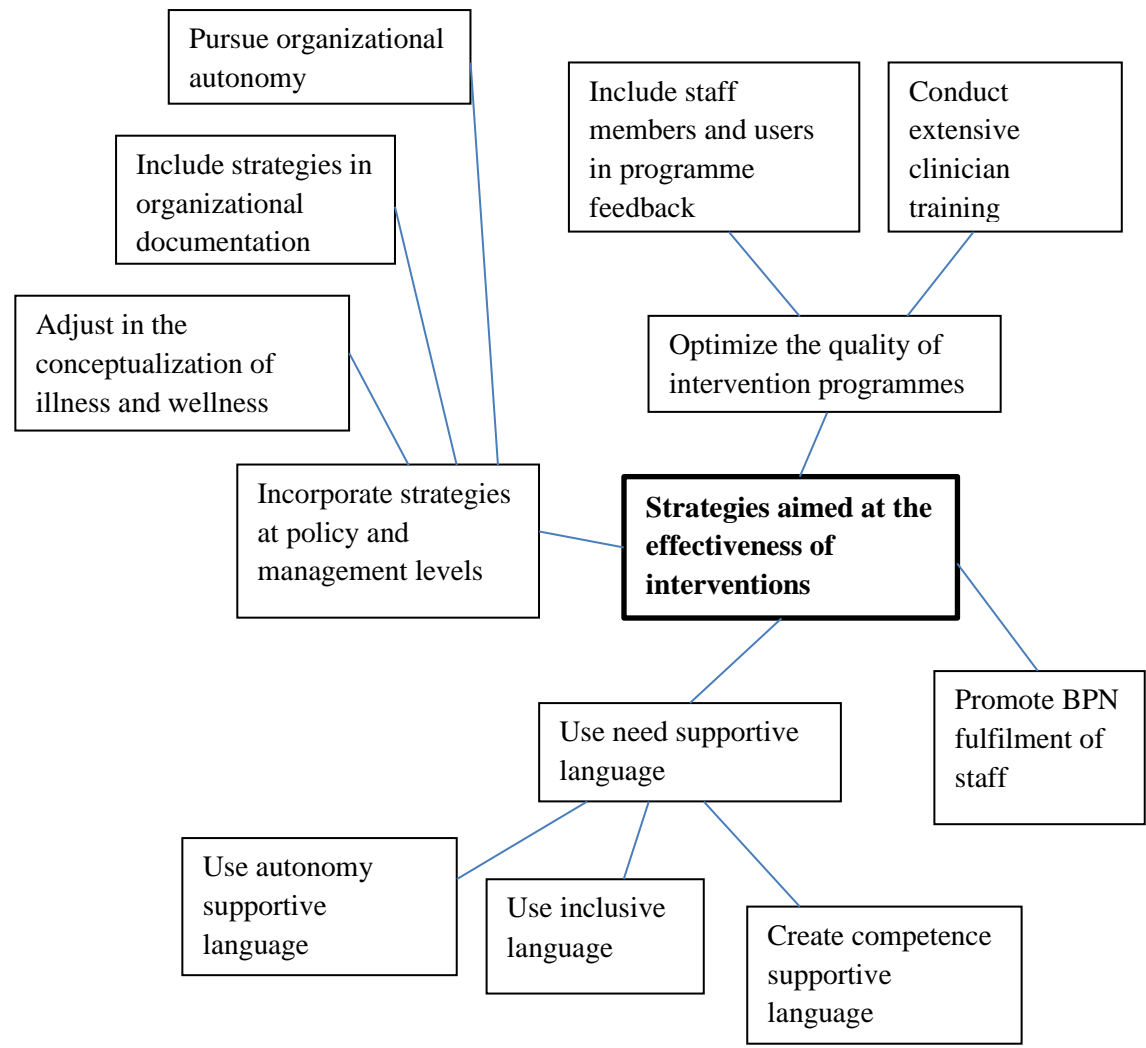 Pursue organizational
autonomy
Include staff
members and users
in programme
feedback
Conduct
extensive
clinician
training
Include strategies in
organizational
documentation
Adjust in the
conceptualization of
illness and wellness
Optimize the quality of
intervention programmes
Incorporate strategies
at policy and
management levels
Strategies aimed at the
effectiveness of
interventions
Promote BPN
fulfilment of
staff
Use need supportive
language
Use autonomy
supportive
language
Use inclusive
language
Create competence
supportive
language